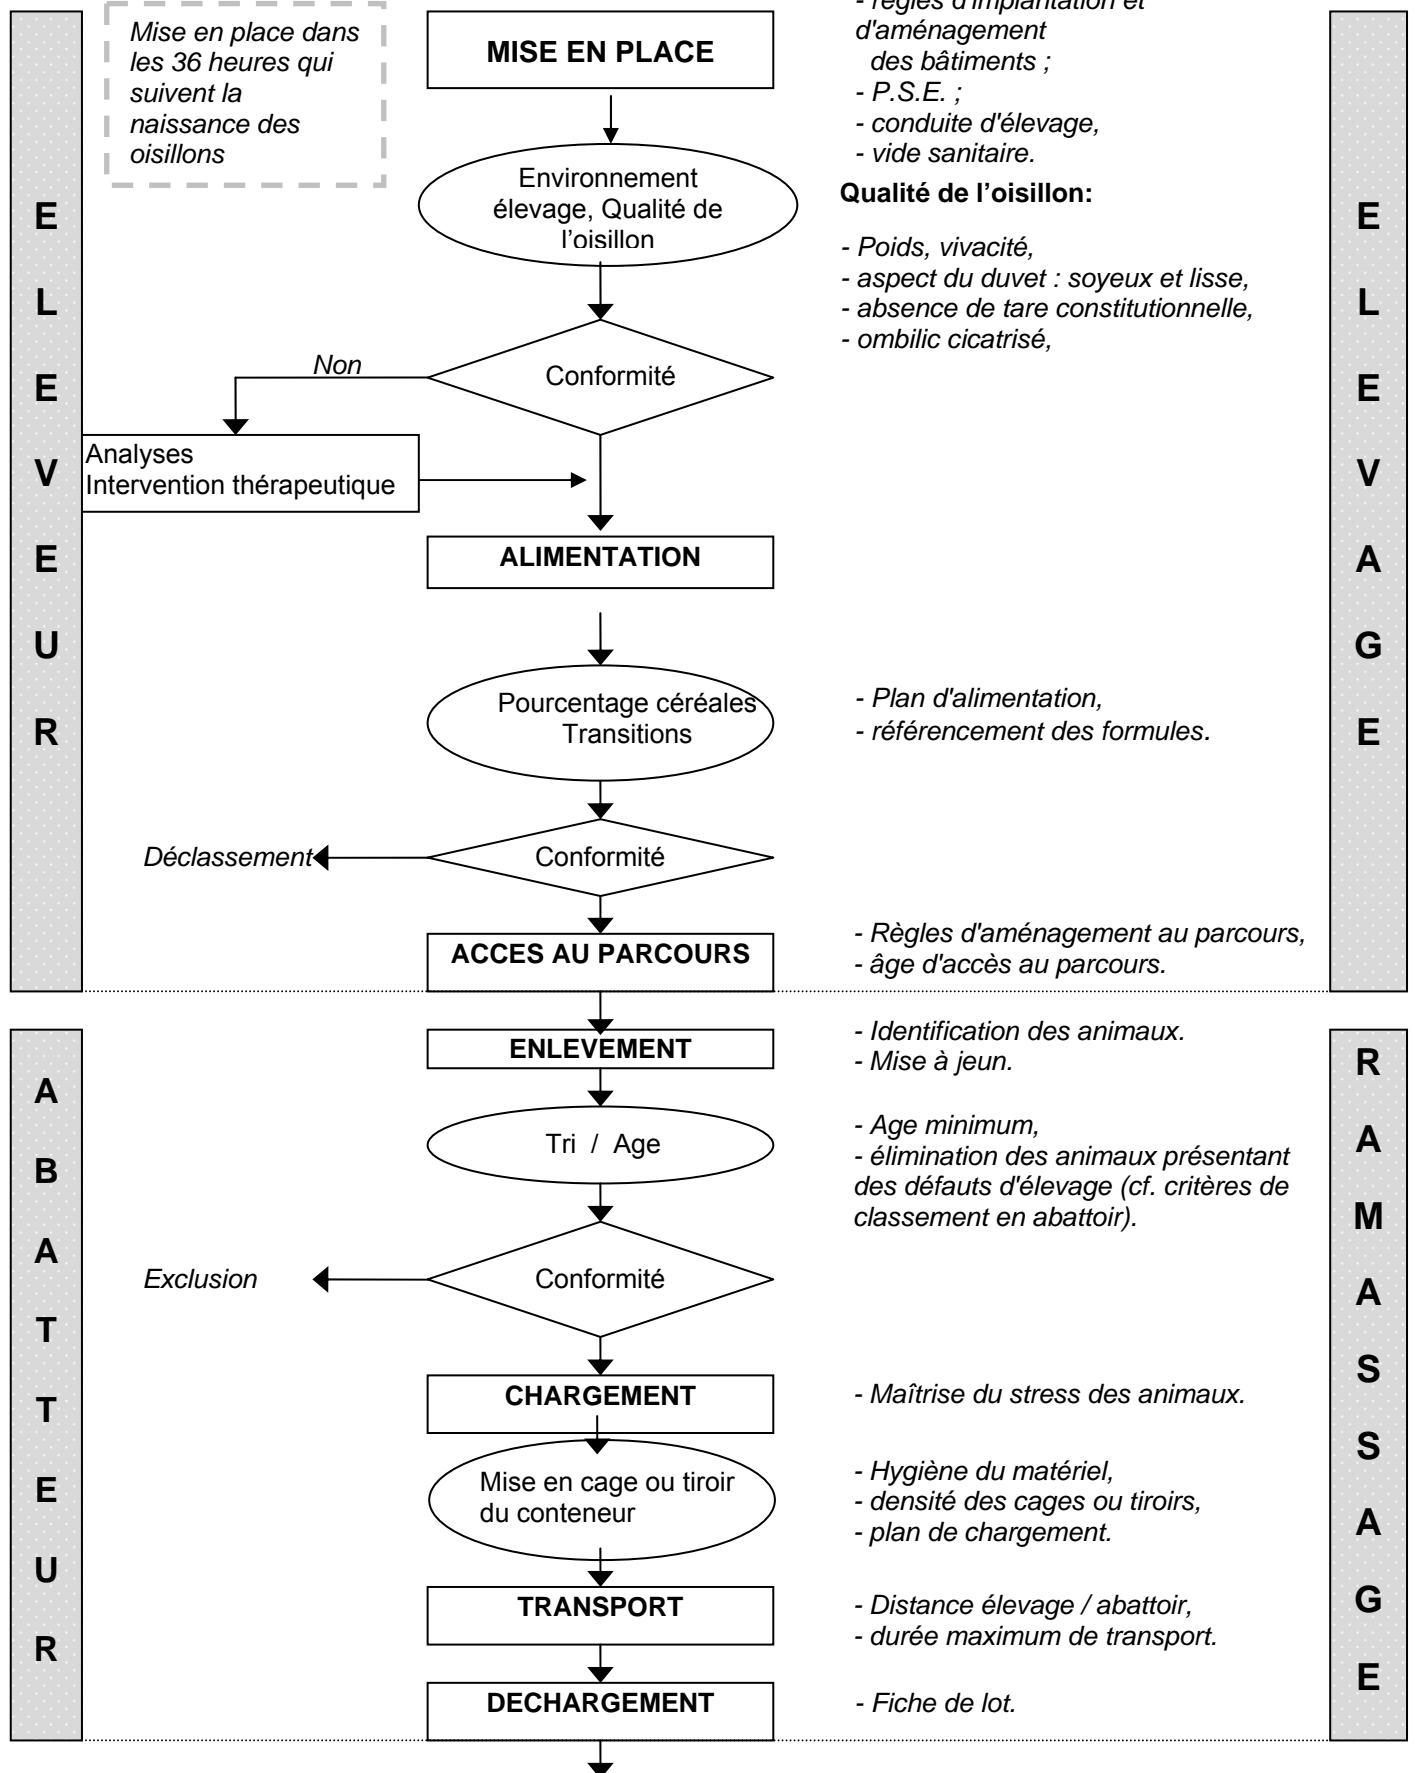 - règles d'implantation et
d'aménagement
des bâtiments ;
- P.S.E. ;
- conduite d'élevage,
- vide sanitaire.
Mise en place dans
les 36 heures qui
suivent la
naissance des
oisillons
MISE EN PLACE
Environnement
élevage, Qualité de
l'oisillon
Qualité de l’oisillon:
- Poids, vivacité,
- aspect du duvet : soyeux et lisse,
- absence de tare constitutionnelle,
- ombilic cicatrisé,
Non
Conformité
Analyses
Intervention thérapeutique
ALIMENTATION
Pourcentage céréales
Transitions
- Plan d'alimentation,
- référencement des formules.
Déclassement
Conformité
ACCES AU PARCOURS
- Règles d'aménagement au parcours,
- âge d'accès au parcours.
E
L
E
V
E
U
R
E
L
E
V
A
G
E
ENLEVEMENT
- Identification des animaux.
- Mise à jeun.
Tri / Age
- Age minimum,
- élimination des animaux présentant
des défauts d'élevage (cf. critères de
classement en abattoir).
Exclusion
Conformité
CHARGEMENT
- Maîtrise du stress des animaux.
Mise en cage ou tiroir
du conteneur
- Hygiène du matériel,
- densité des cages ou tiroirs,
- plan de chargement.
TRANSPORT
- Distance élevage / abattoir,
- durée maximum de transport.
DECHARGEMENT
- Fiche de lot.
A
B
A
T
T
E
U
R
R
A
M
A
S
S
A
G
E